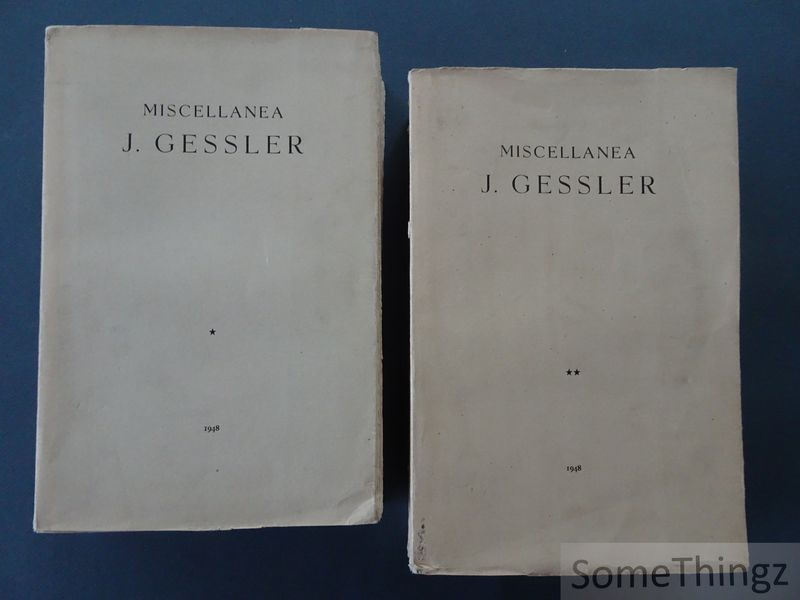 MISCELLANEA
J. GESSLER
★
1948
MISCELLANEA
J. GESSLER
★★
1948
SomeThingz